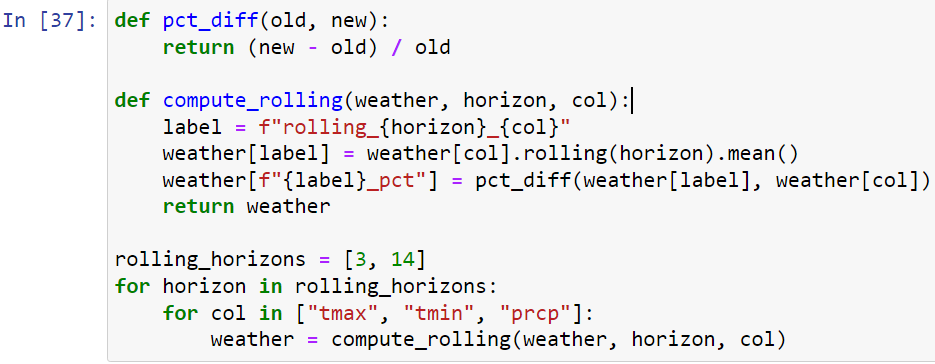 In [37]: def pct_diff(old, new):
    return (new - old) / old

def compute_rolling(weather, horizon, col):
    label = f"rolling_{horizon}_{col}"
    weather[label] = weather[col].rolling(horizon).mean()
    weather[f"{label}_pct"] = pct_diff(weather[label], weather[col])
    return weather

rolling_horizons = [3, 14]
for horizon in rolling_horizons:
    for col in ["tmax", "tmin", "prcp"]:
        weather = compute_rolling(weather, horizon, col)